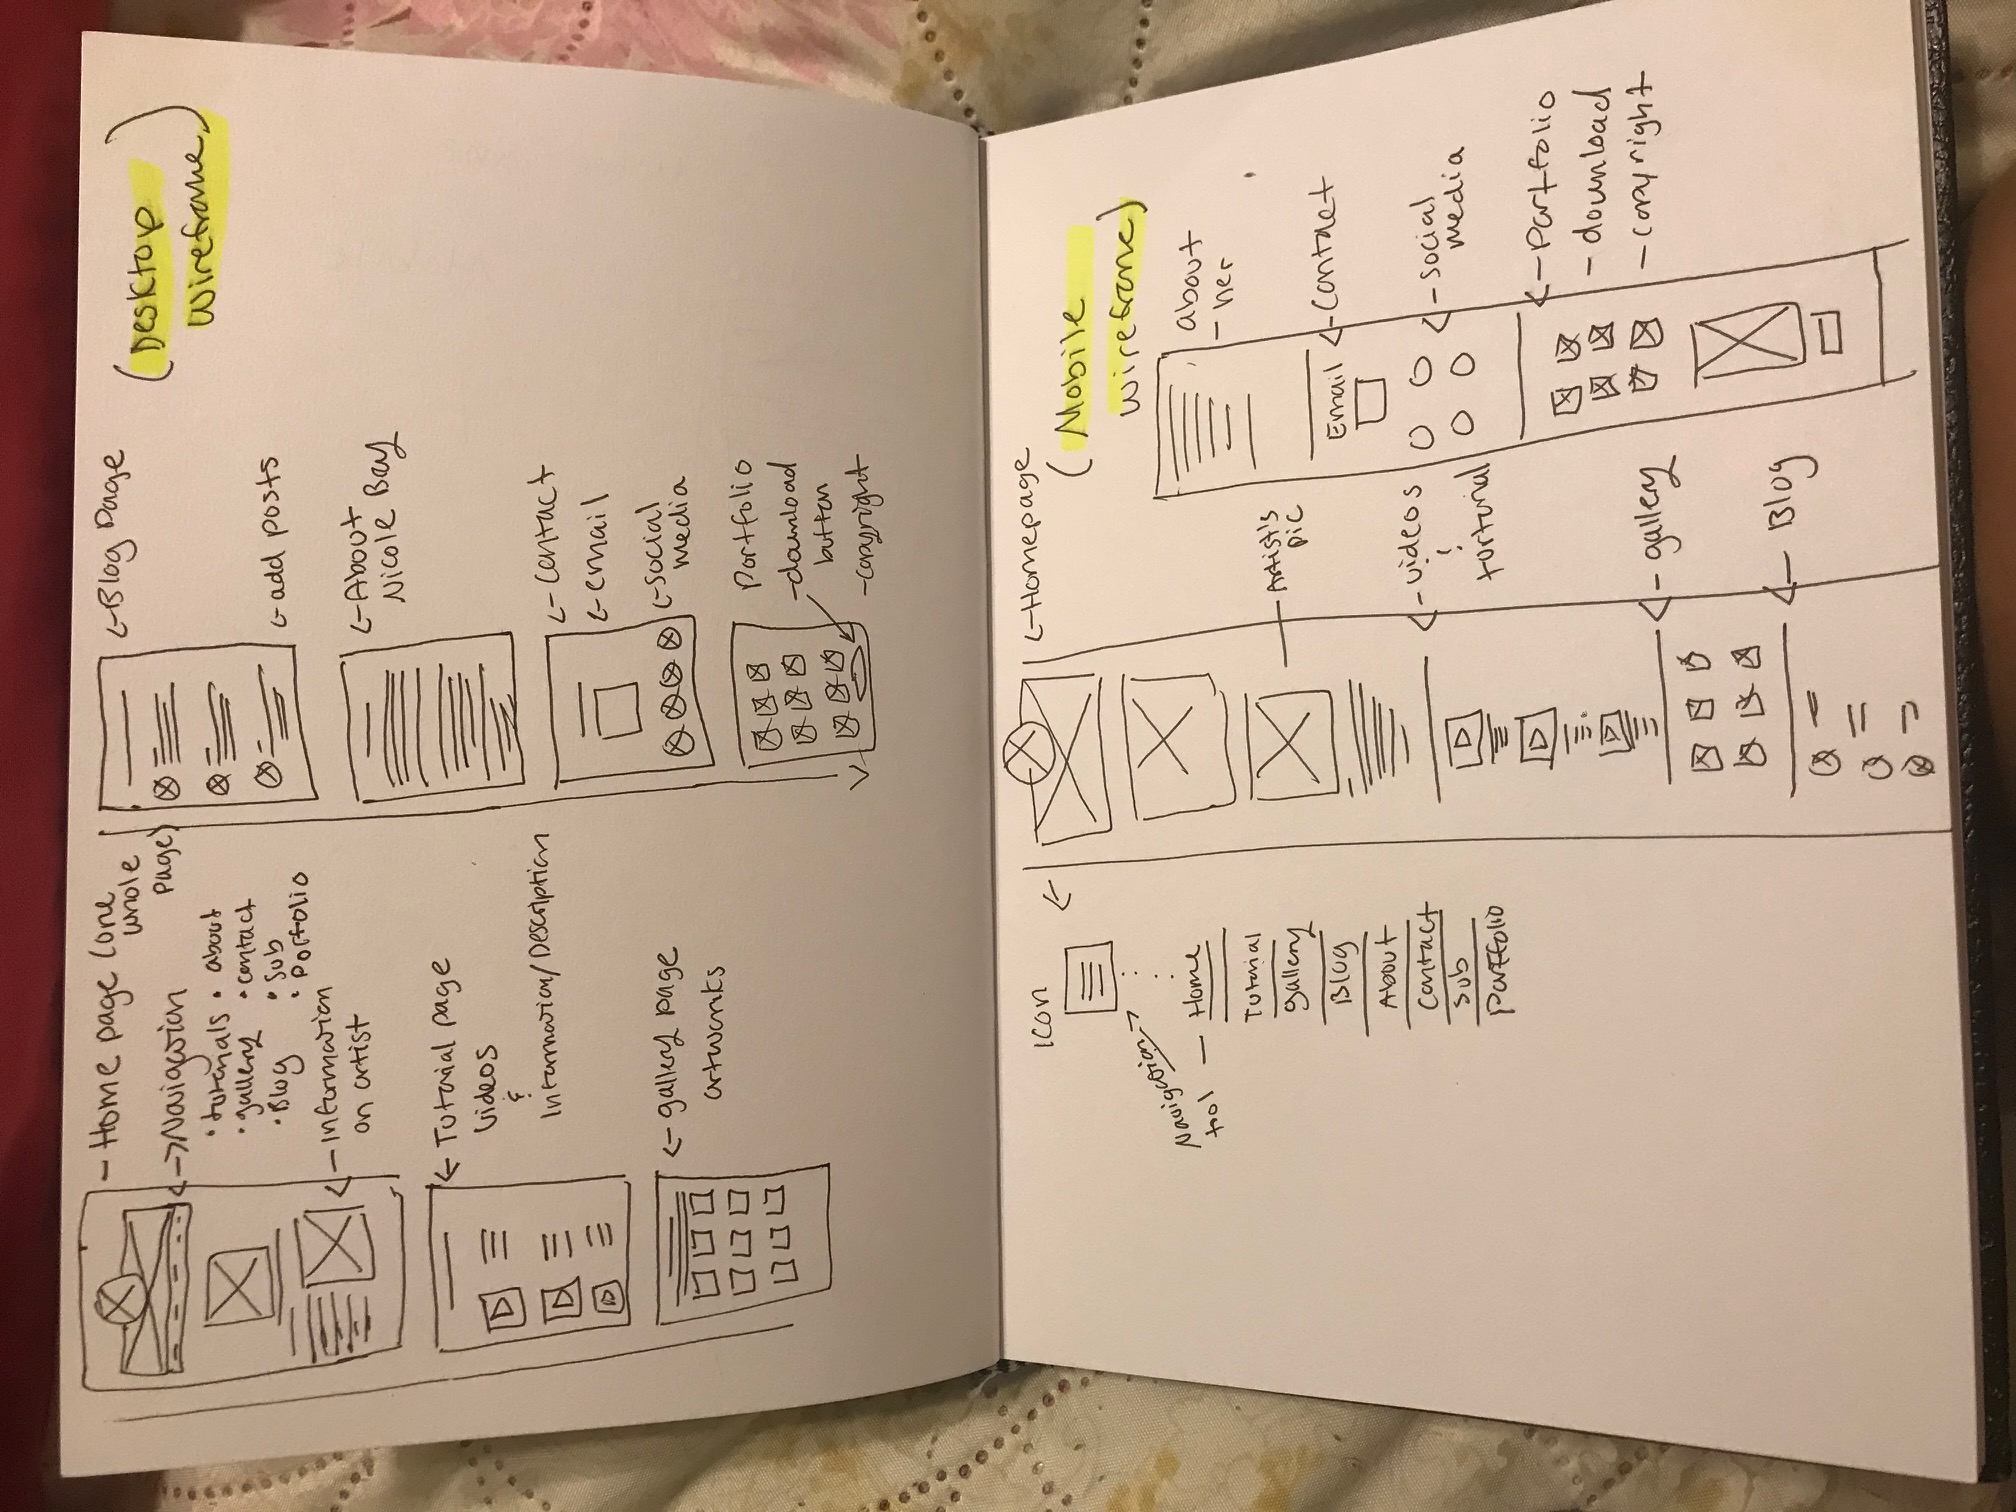 (Desktop
Wireframe)
- Home page (one
whole
page)
-> Navigation
• tutorials • about
• gallery • contact
• Blog • Sub
• Portfolio
- Information
on artist
<- Tutorial page
Videos
&
Information/Description
<- gallery page
artworks
<- Blog Page
<- add posts
<- About
Nicole Bay
<- contact
<- email
<- social
media
Portfolio
- download
button
- copyright
(Mobile
wireframe)
Icon
Navigation
tool - Home
Tutorial
gallery
Blog
About
Contact
Sub
Portfolio
<- Homepage
Artist's
pic
<- videos
&
tortorial
<- gallery
<- Blog
about
- her
Email <- contact
<- social
media
<- Portfolio
- download
- copyright